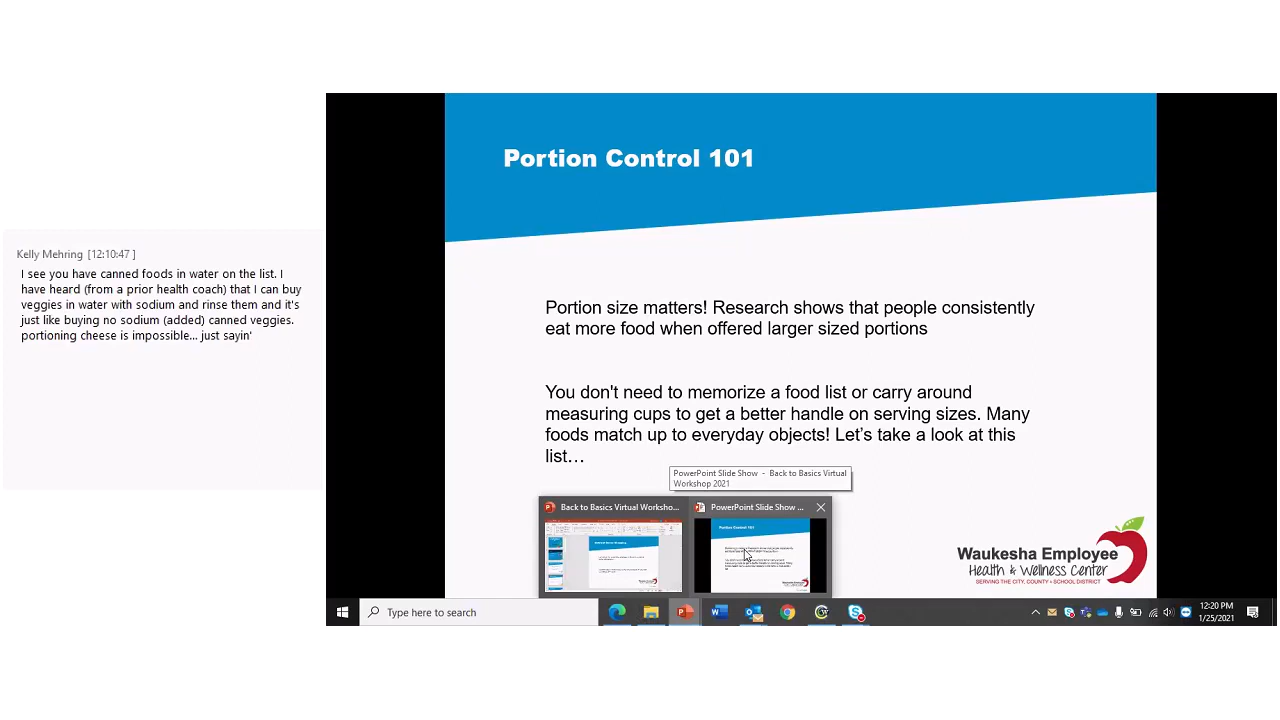 Kelly Mehring [12:10:47 ]
I see you have canned foods in water on the list. I
have heard (from a prior health coach) that I can buy
veggies in water with sodium and rinse them and it's
just like buying no sodium (added) canned veggies.
portioning cheese is impossible... just sayin'
Portion Control 101
Portion size matters! Research shows that people consistently
eat more food when offered larger sized portions
You don't need to memorize a food list or carry around
measuring cups to get a better handle on serving sizes. Many
foods match up to everyday objects! Let's take a look at this
list…
PowerPoint Slide Show - Back to Basics Virtual
Workshop 2021
Back to Basics Virtual Worksho...
PowerPoint Slide Show ...
Portion Control 101
Waukesha Employee
Health & Wellness Center
SERVING THE CITY, COUNTY & SCHOOL DISTRICT
Type here to search
12:20 PM
1/25/2021